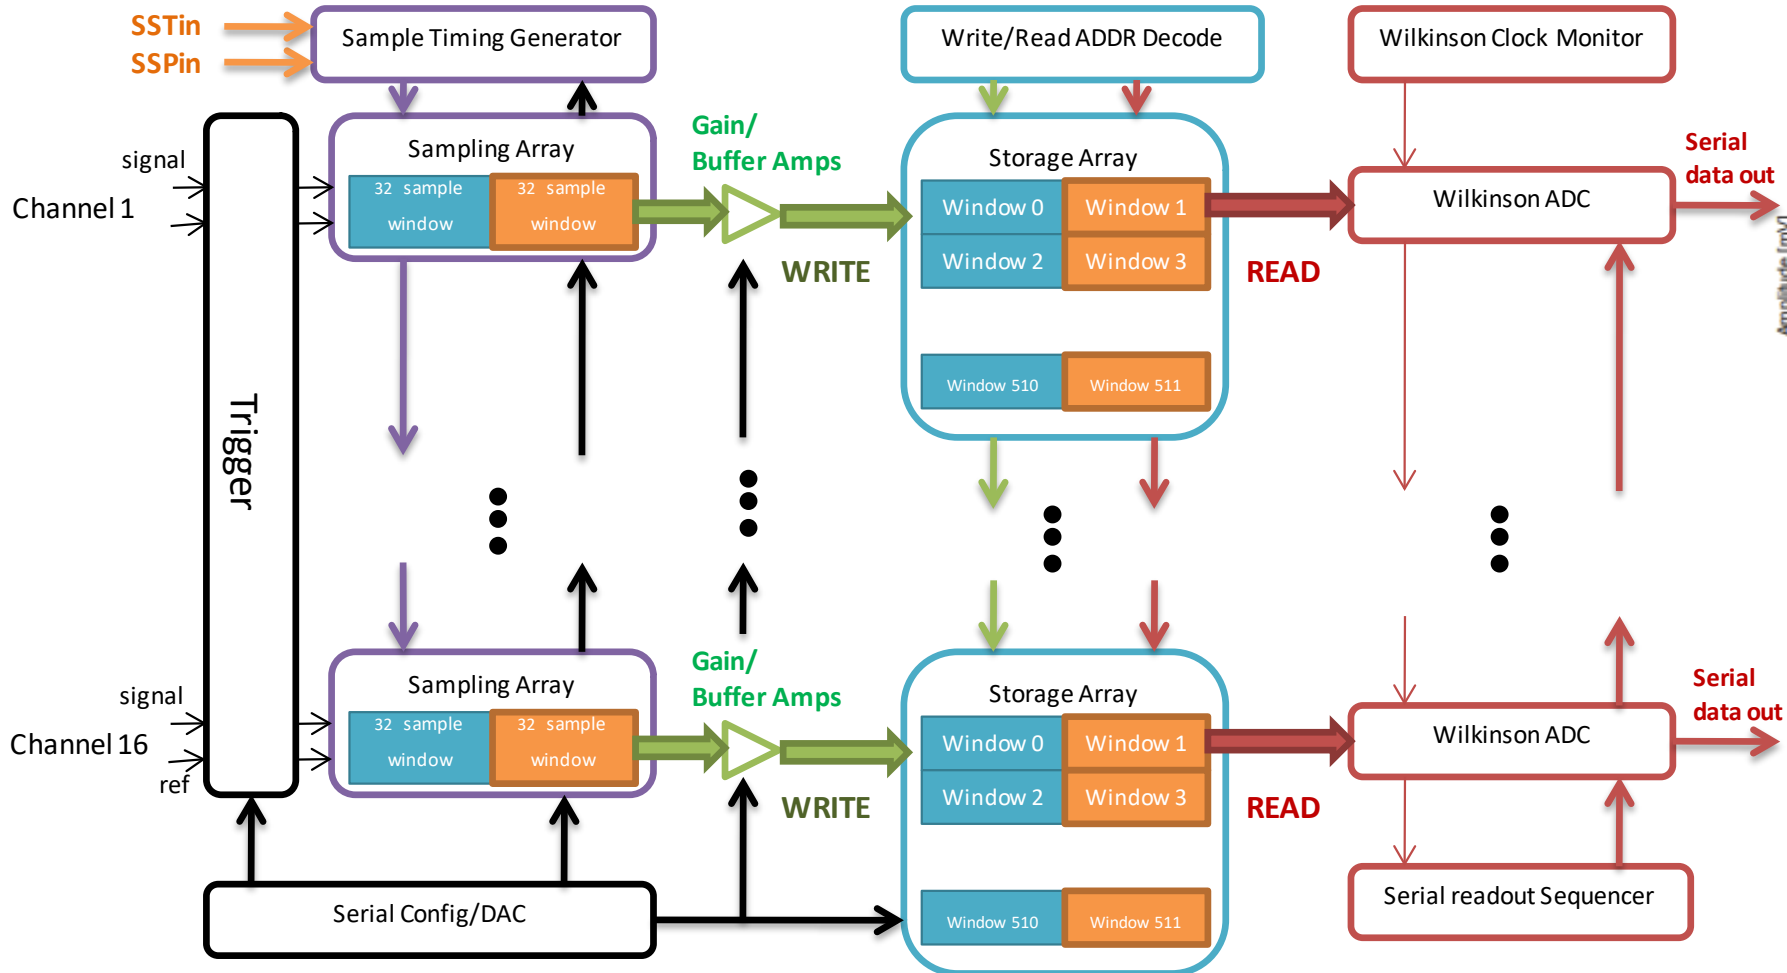 SSTin
SSPin
Sample Timing Generator
Write/Read ADDR Decode
Wilkinson Clock Monitor
signal
Channel 1
Sampling Array
32 sample
window
32 sample
window
Gain/
Buffer Amps
WRITE
Storage Array
Window 0
Window 1
Window 2
Window 3
Window 510
Window 511
READ
Wilkinson ADC
Serial
data out
Amplitude [mV]
Trigger
signal
Channel 16
ref
Sampling Array
32 sample
window
32 sample
window
Gain/
Buffer Amps
WRITE
Storage Array
Window 0
Window 1
Window 2
Window 3
Window 510
Window 511
READ
Wilkinson ADC
Serial
data out
Serial Config/DAC
Serial readout Sequencer